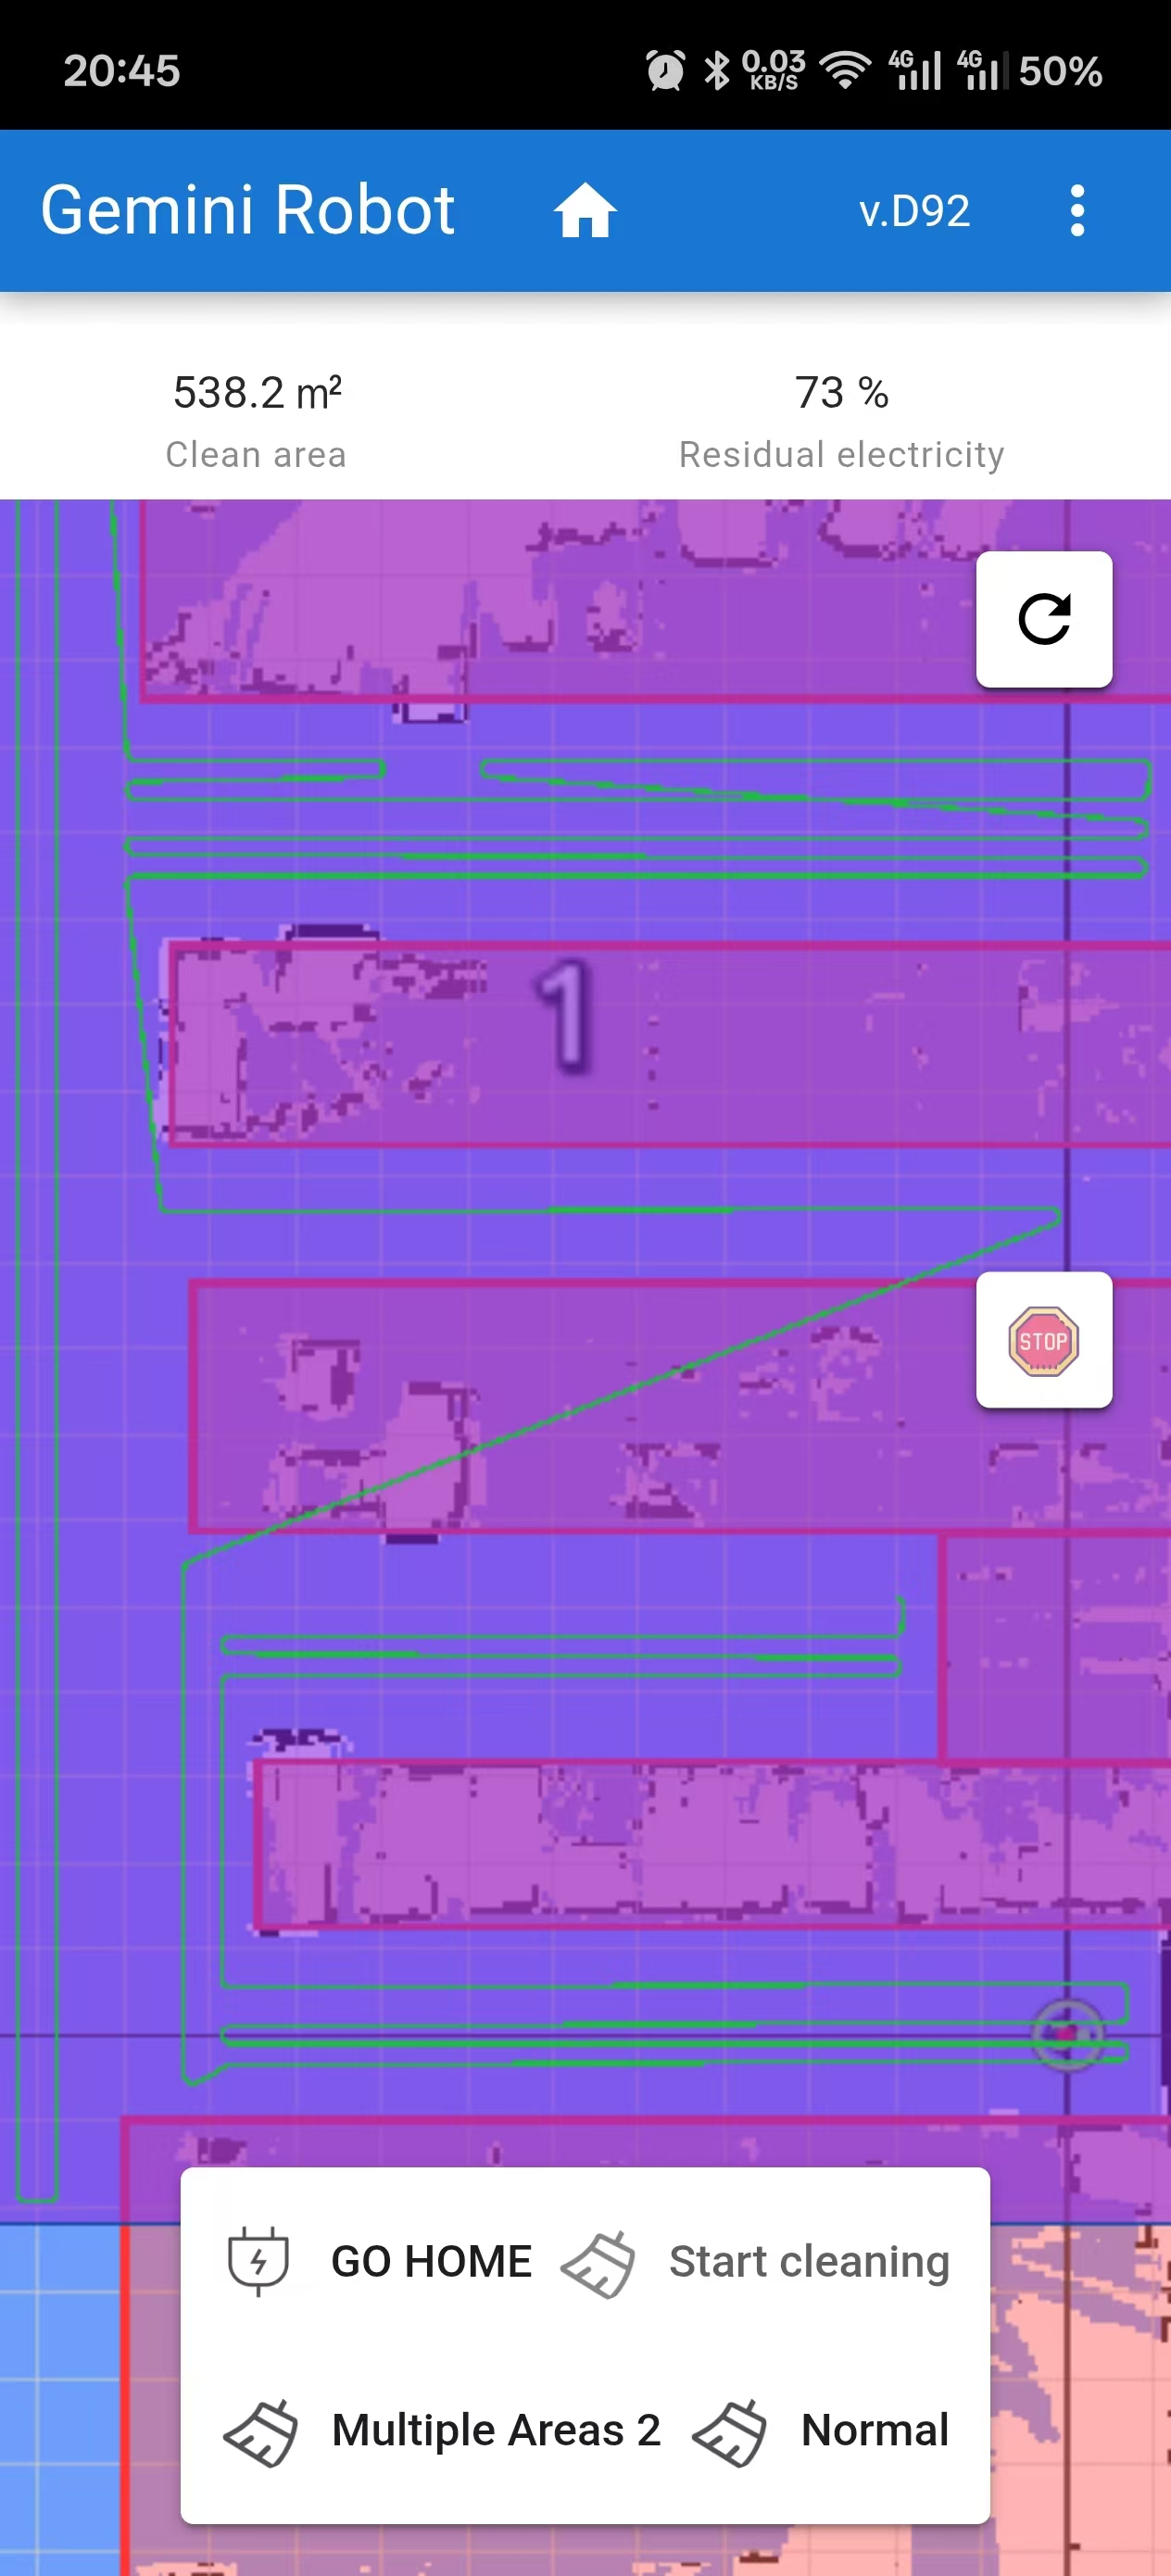 20:45
0.03
KB/S
4G
4G
50%
Gemini Robot
v.D92
538.2 m²
73 %
Clean area
Residual electricity
1
STOP
GO HOME
Start cleaning
Multiple Areas 2
Normal